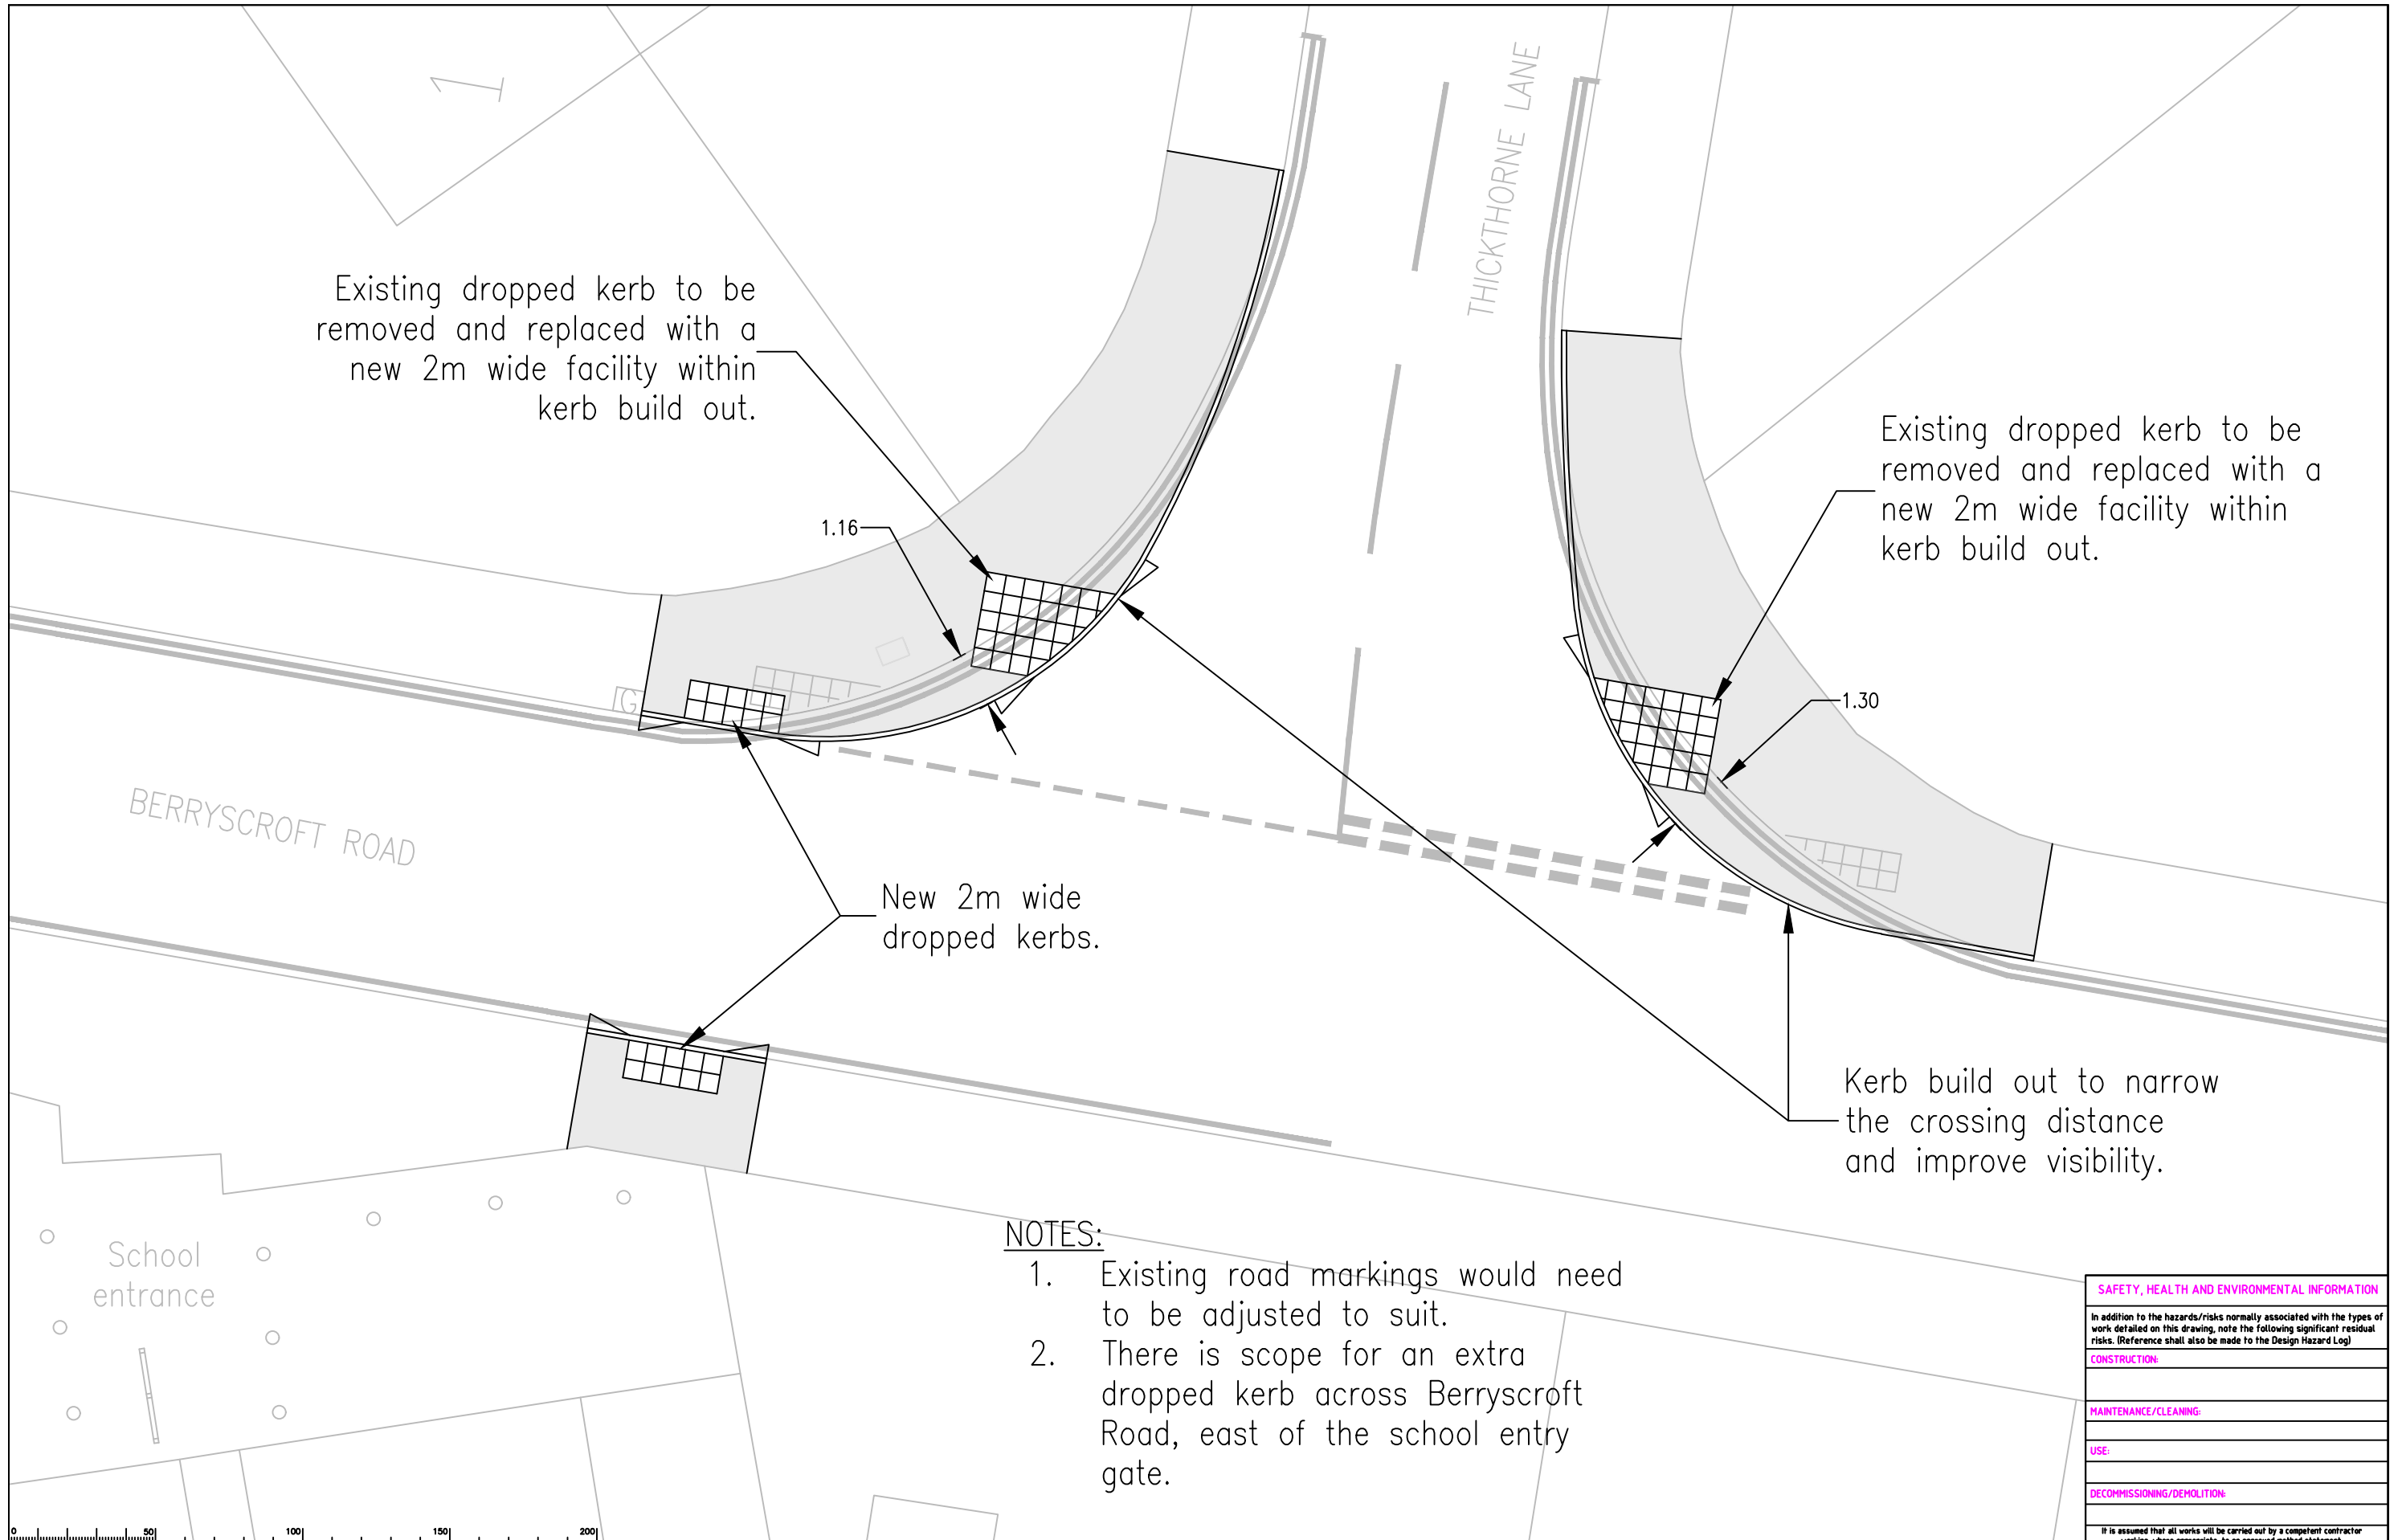 1
THICKTHORNE LANE
Existing dropped kerb to be
removed and replaced with a
new 2m wide facility within
kerb build out.
Existing dropped kerb to be
removed and replaced with a
new 2m wide facility within
kerb build out.
1.16
1.30
G
BERRYSCROFT ROAD
New 2m wide
dropped kerbs.
Kerb build out to narrow
the crossing distance
and improve visibility.
School
entrance
NOTES:
1. Existing road markings would need
to be adjusted to suit.
2. There is scope for an extra
dropped kerb across Berryscroft
Road, east of the school entry
gate.
SAFETY, HEALTH AND ENVIRONMENTAL INFORMATION
In addition to the hazards/risks normally associated with the types of
work detailed on this drawing, note the following significant residual
risks. (Reference shall also be made to the Design Hazard Log)
CONSTRUCTION:
MAINTENANCE/CLEANING:
USE:
DECOMMISSIONING/DEMOLITION:
It is assumed that all works will be carried out by a competent contractor
0 50 100 150 200